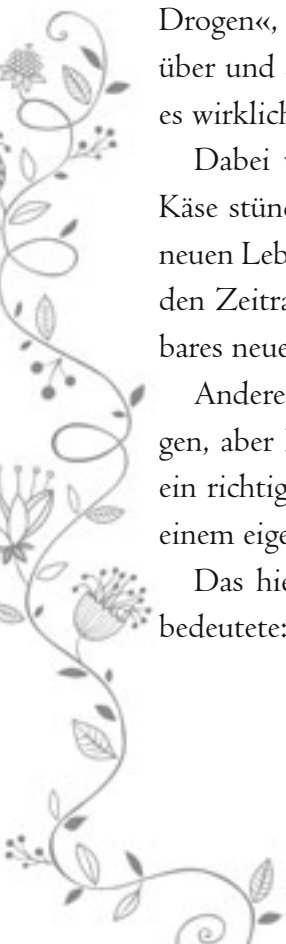 Drogen«,
über und
es wirklich
Dabei
Käse stünd
neuen Leb
den Zeitra
bares neue
Andere
gen, aber
ein richtig
einem eige
Das hie
bedeutete: